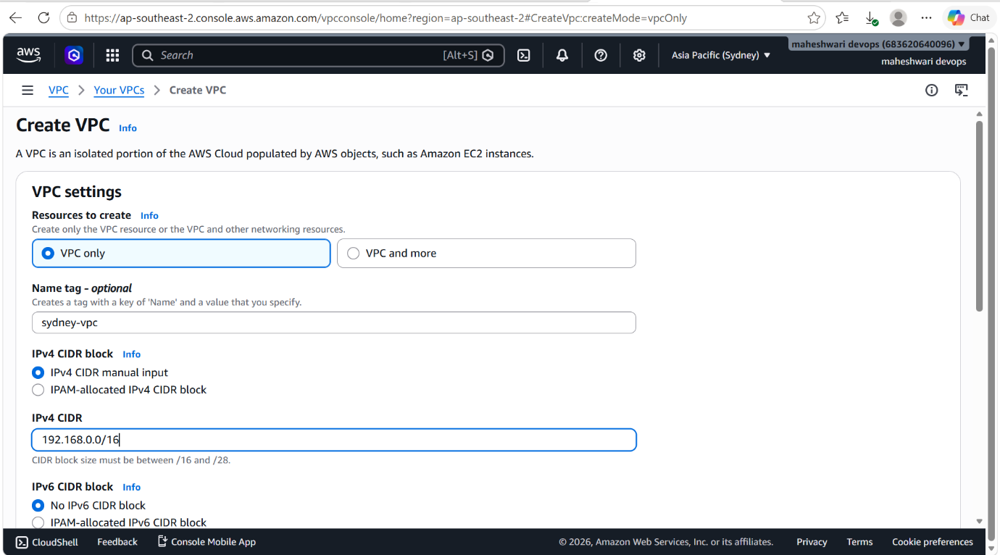 https://ap-southeast-2.console.aws.amazon.com/vpcconsole/home?region=ap-southeast-2#CreateVpc:createMode=vpcOnly
Chat
aws
Search
[Alt+S]
Asia Pacific (Sydney)
maheshwari devops (683620640096)
maheshwari devops
VPC > Your VPCs > Create VPC
Create VPC Info
A VPC is an isolated portion of the AWS Cloud populated by AWS objects, such as Amazon EC2 instances.
VPC settings
Resources to create Info
Create only the VPC resource or the VPC and other networking resources.
VPC only
VPC and more
Name tag - optional
Creates a tag with a key of 'Name' and a value that you specify.
sydney-vpc
IPv4 CIDR block Info
IPv4 CIDR manual input
IPAM-allocated IPv4 CIDR block
IPv4 CIDR
192.168.0.0/16
CIDR block size must be between /16 and /28.
IPv6 CIDR block Info
No IPv6 CIDR block
IPAM-allocated IPv6 CIDR block
CloudShell Feedback Console Mobile App © 2026, Amazon Web Services, Inc. or its affiliates. Privacy Terms Cookie preferences